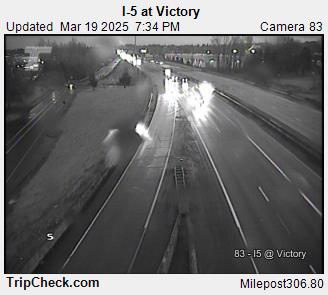 I-5 at Victory
Updated Mar 19 2025 7:34 PM Camera 83
S
83 - I5 @ Victory
TripCheck.com Milepost306.80